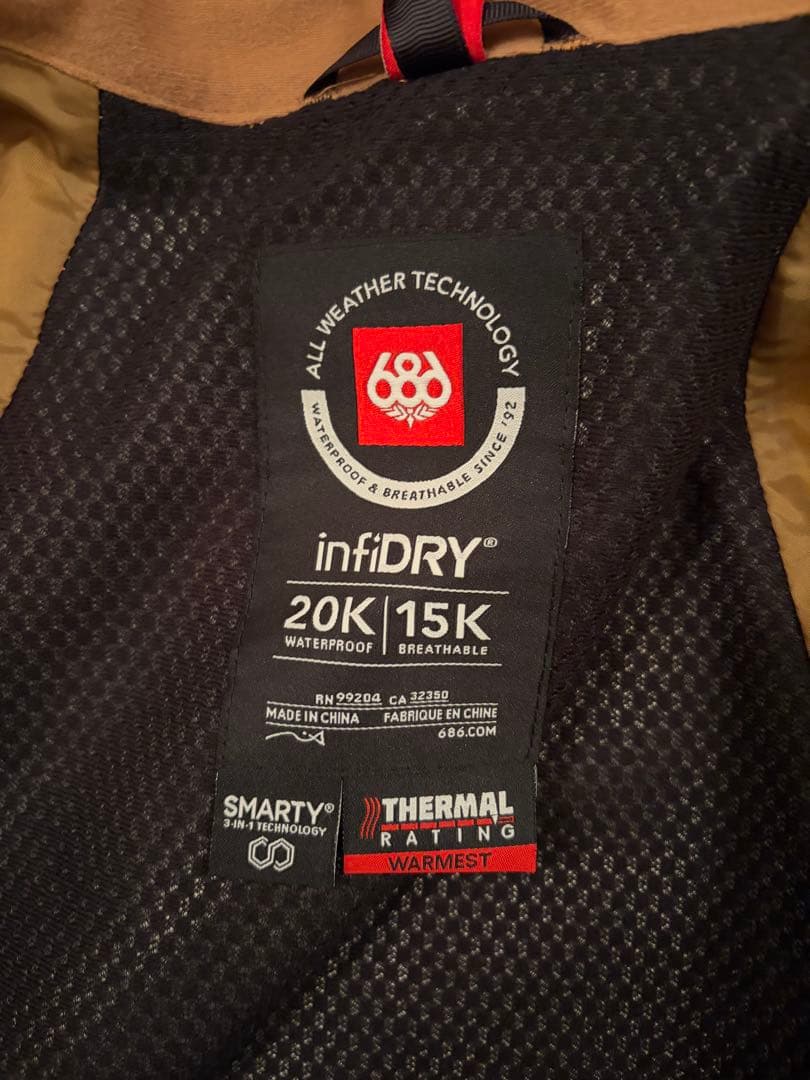 ALL WEATHER TECHNOLOGY
686
WATERPROOF & BREATHABLE SINCE '92
infiDRY®
20K 15K
WATERPROOF BREATHABLE
RN 99204 CA 32350
MADE IN CHINA FABRIQUE EN CHINE
686.COM
SMARTY®
3-IN-1 TECHNOLOGY
THERMAL
RATING
WARMEST